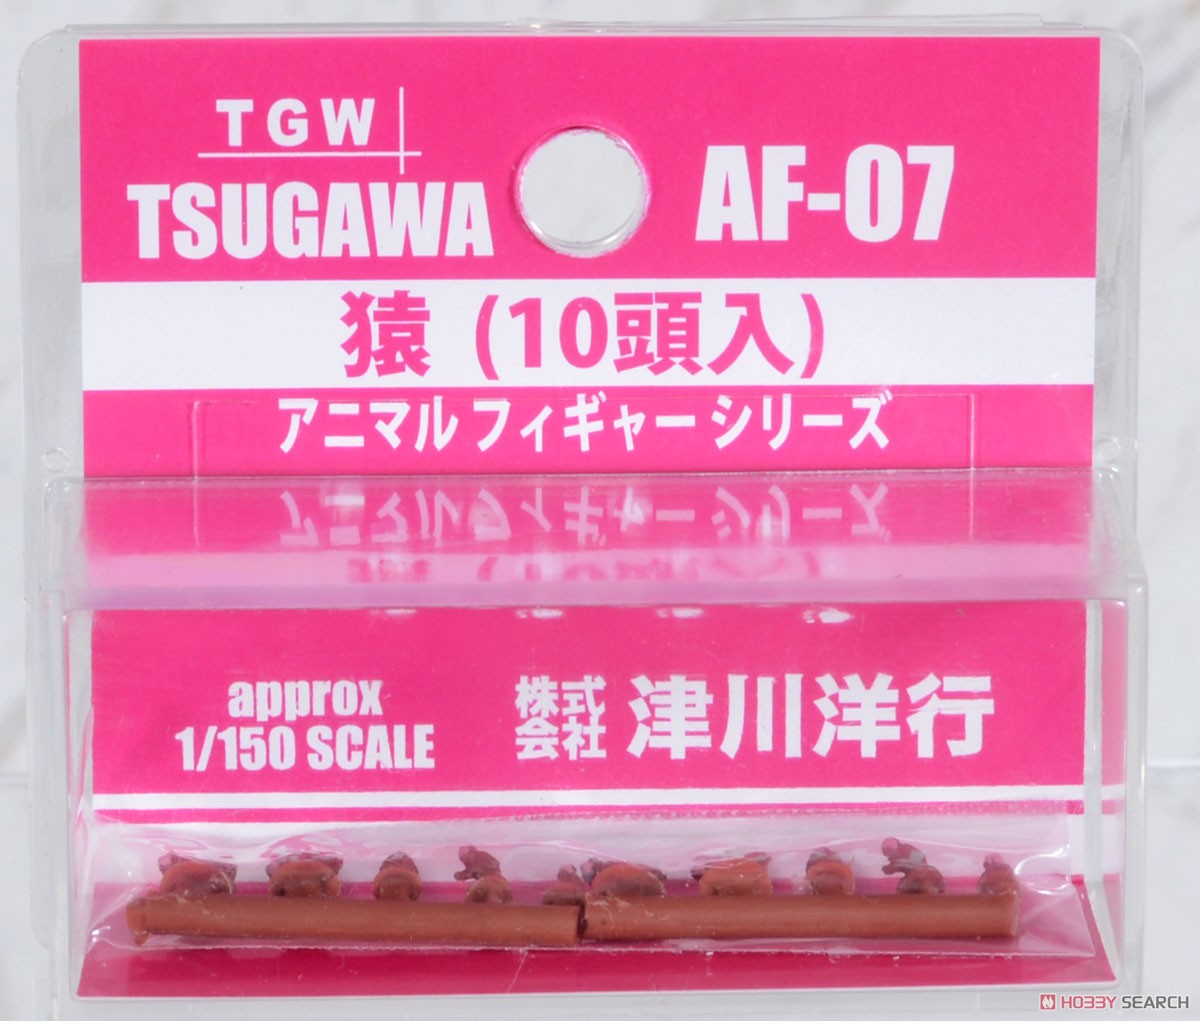 TGW
TSUGAWA
AF-07
猿 (10頭入)
アニマル フィギャー シリーズ
approx
1/150 SCALE
株式
会社 津川洋行
HOBBY SEARCH